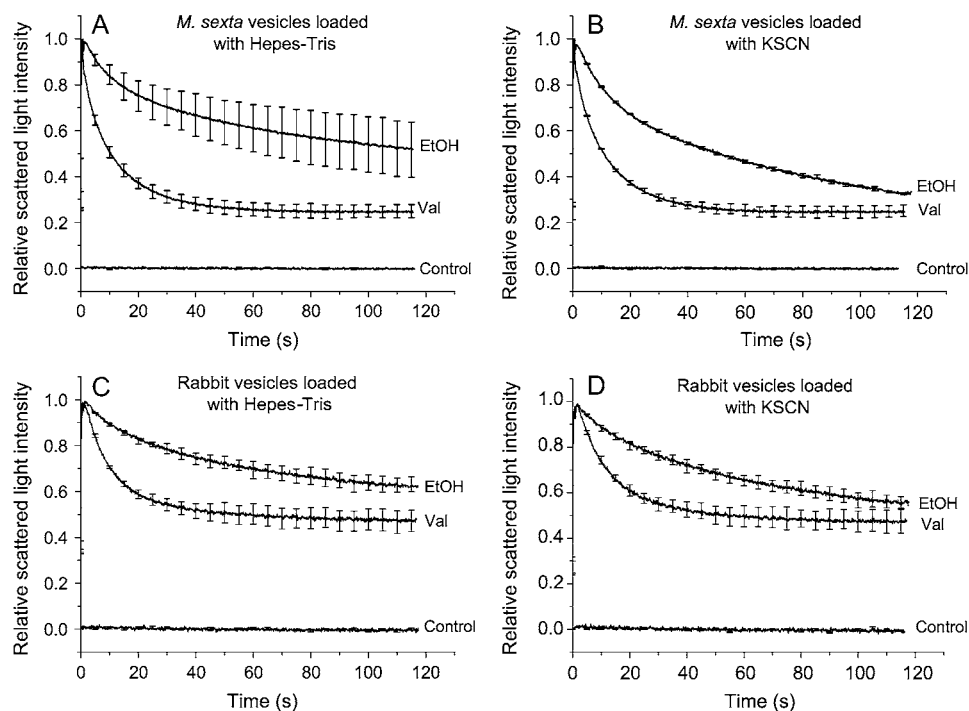 A
M. sexta vesicles loaded
with Hepes-Tris
Relative scattered light intensity
1.0
0.8
0.6
0.4
0.2
0.0
EtOH
Val
Control
0 20 40 60 80 100 120
Time (s)
B
M. sexta vesicles loaded
with KSCN
Relative scattered light intensity
1.0
0.8
0.6
0.4
0.2
0.0
EtOH
Val
Control
0 20 40 60 80 100 120
Time (s)
C
Rabbit vesicles loaded
with Hepes-Tris
Relative scattered light intensity
1.0
0.8
0.6
0.4
0.2
0.0
EtOH
Val
Control
0 20 40 60 80 100 120
Time (s)
D
Rabbit vesicles loaded
with KSCN
Relative scattered light intensity
1.0
0.8
0.6
0.4
0.2
0.0
EtOH
Val
Control
0 20 40 60 80 100 120
Time (s)